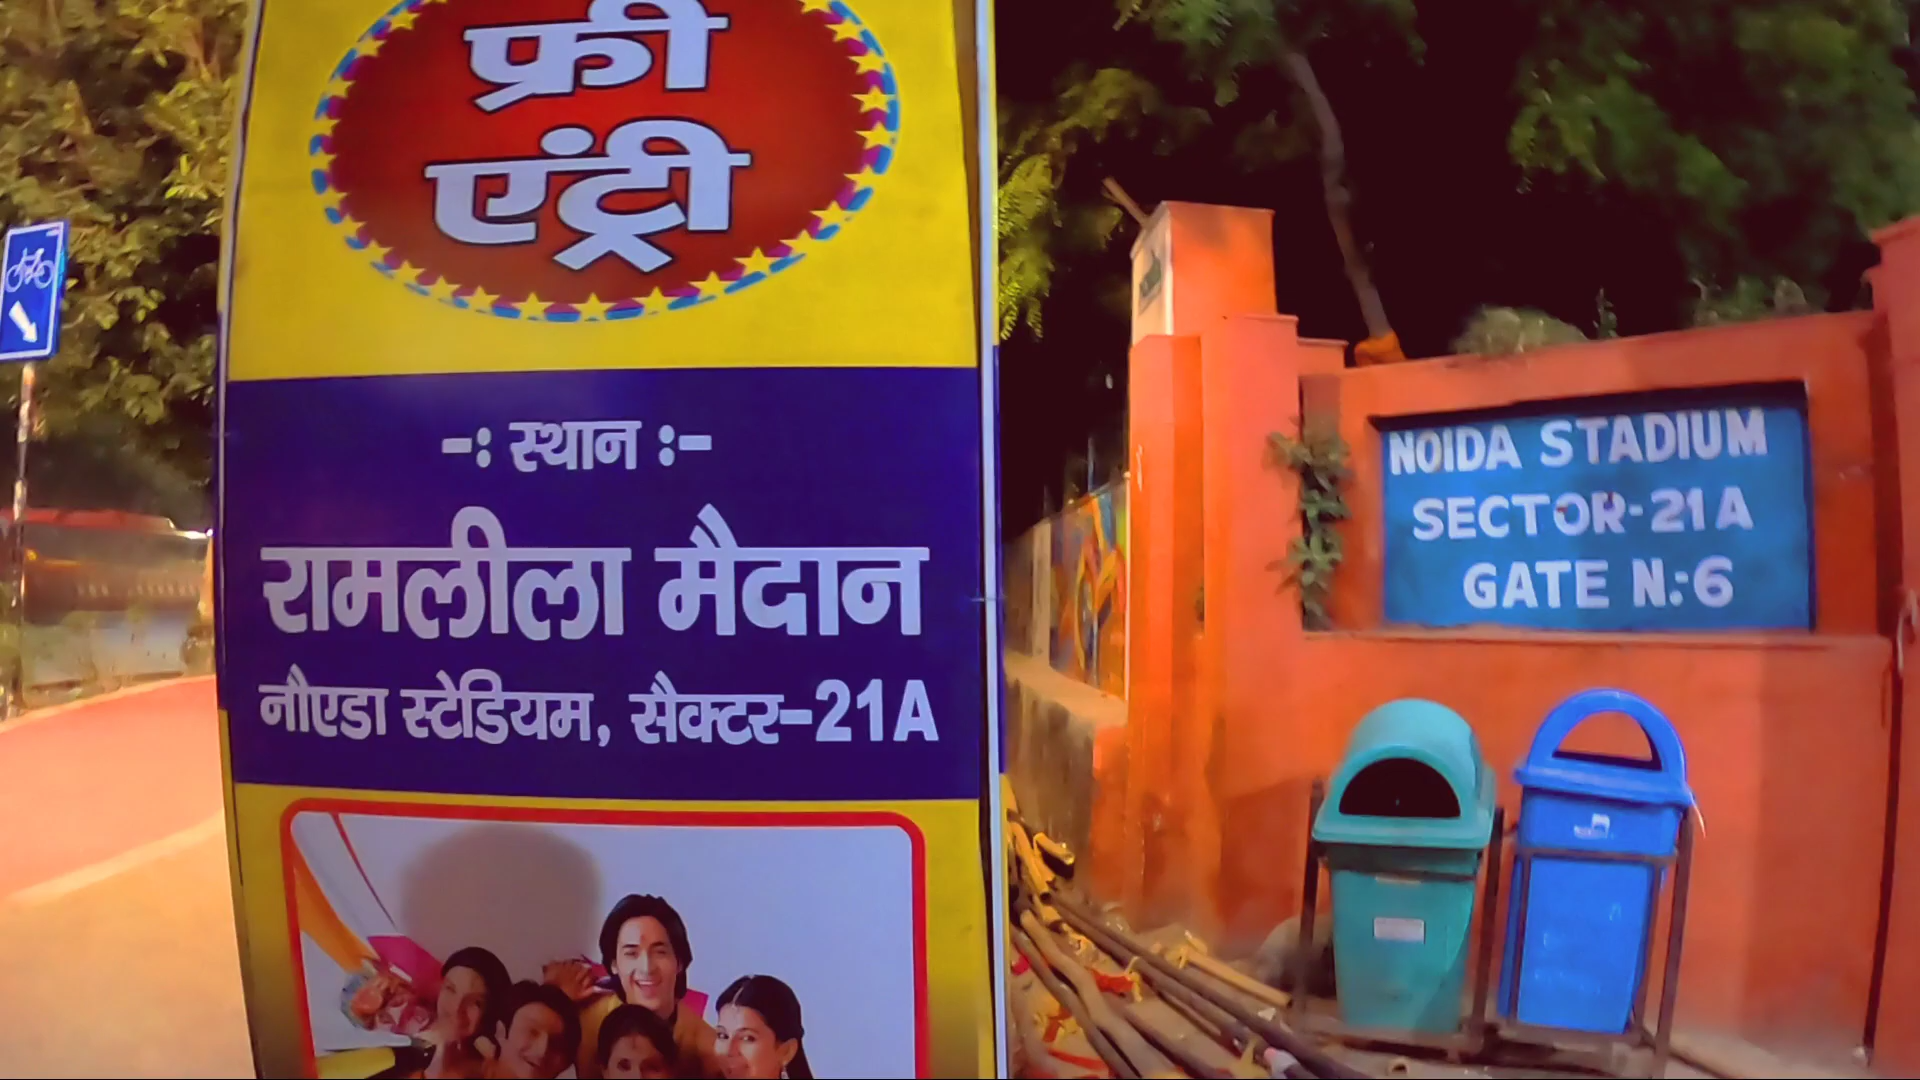 फ्री
एंट्री
-: स्थान :-
रामलीला मैदान
नौएडा स्टेडियम, सैक्टर-21A
NOIDA STADIUM
SECTOR-21A
GATE N.:6